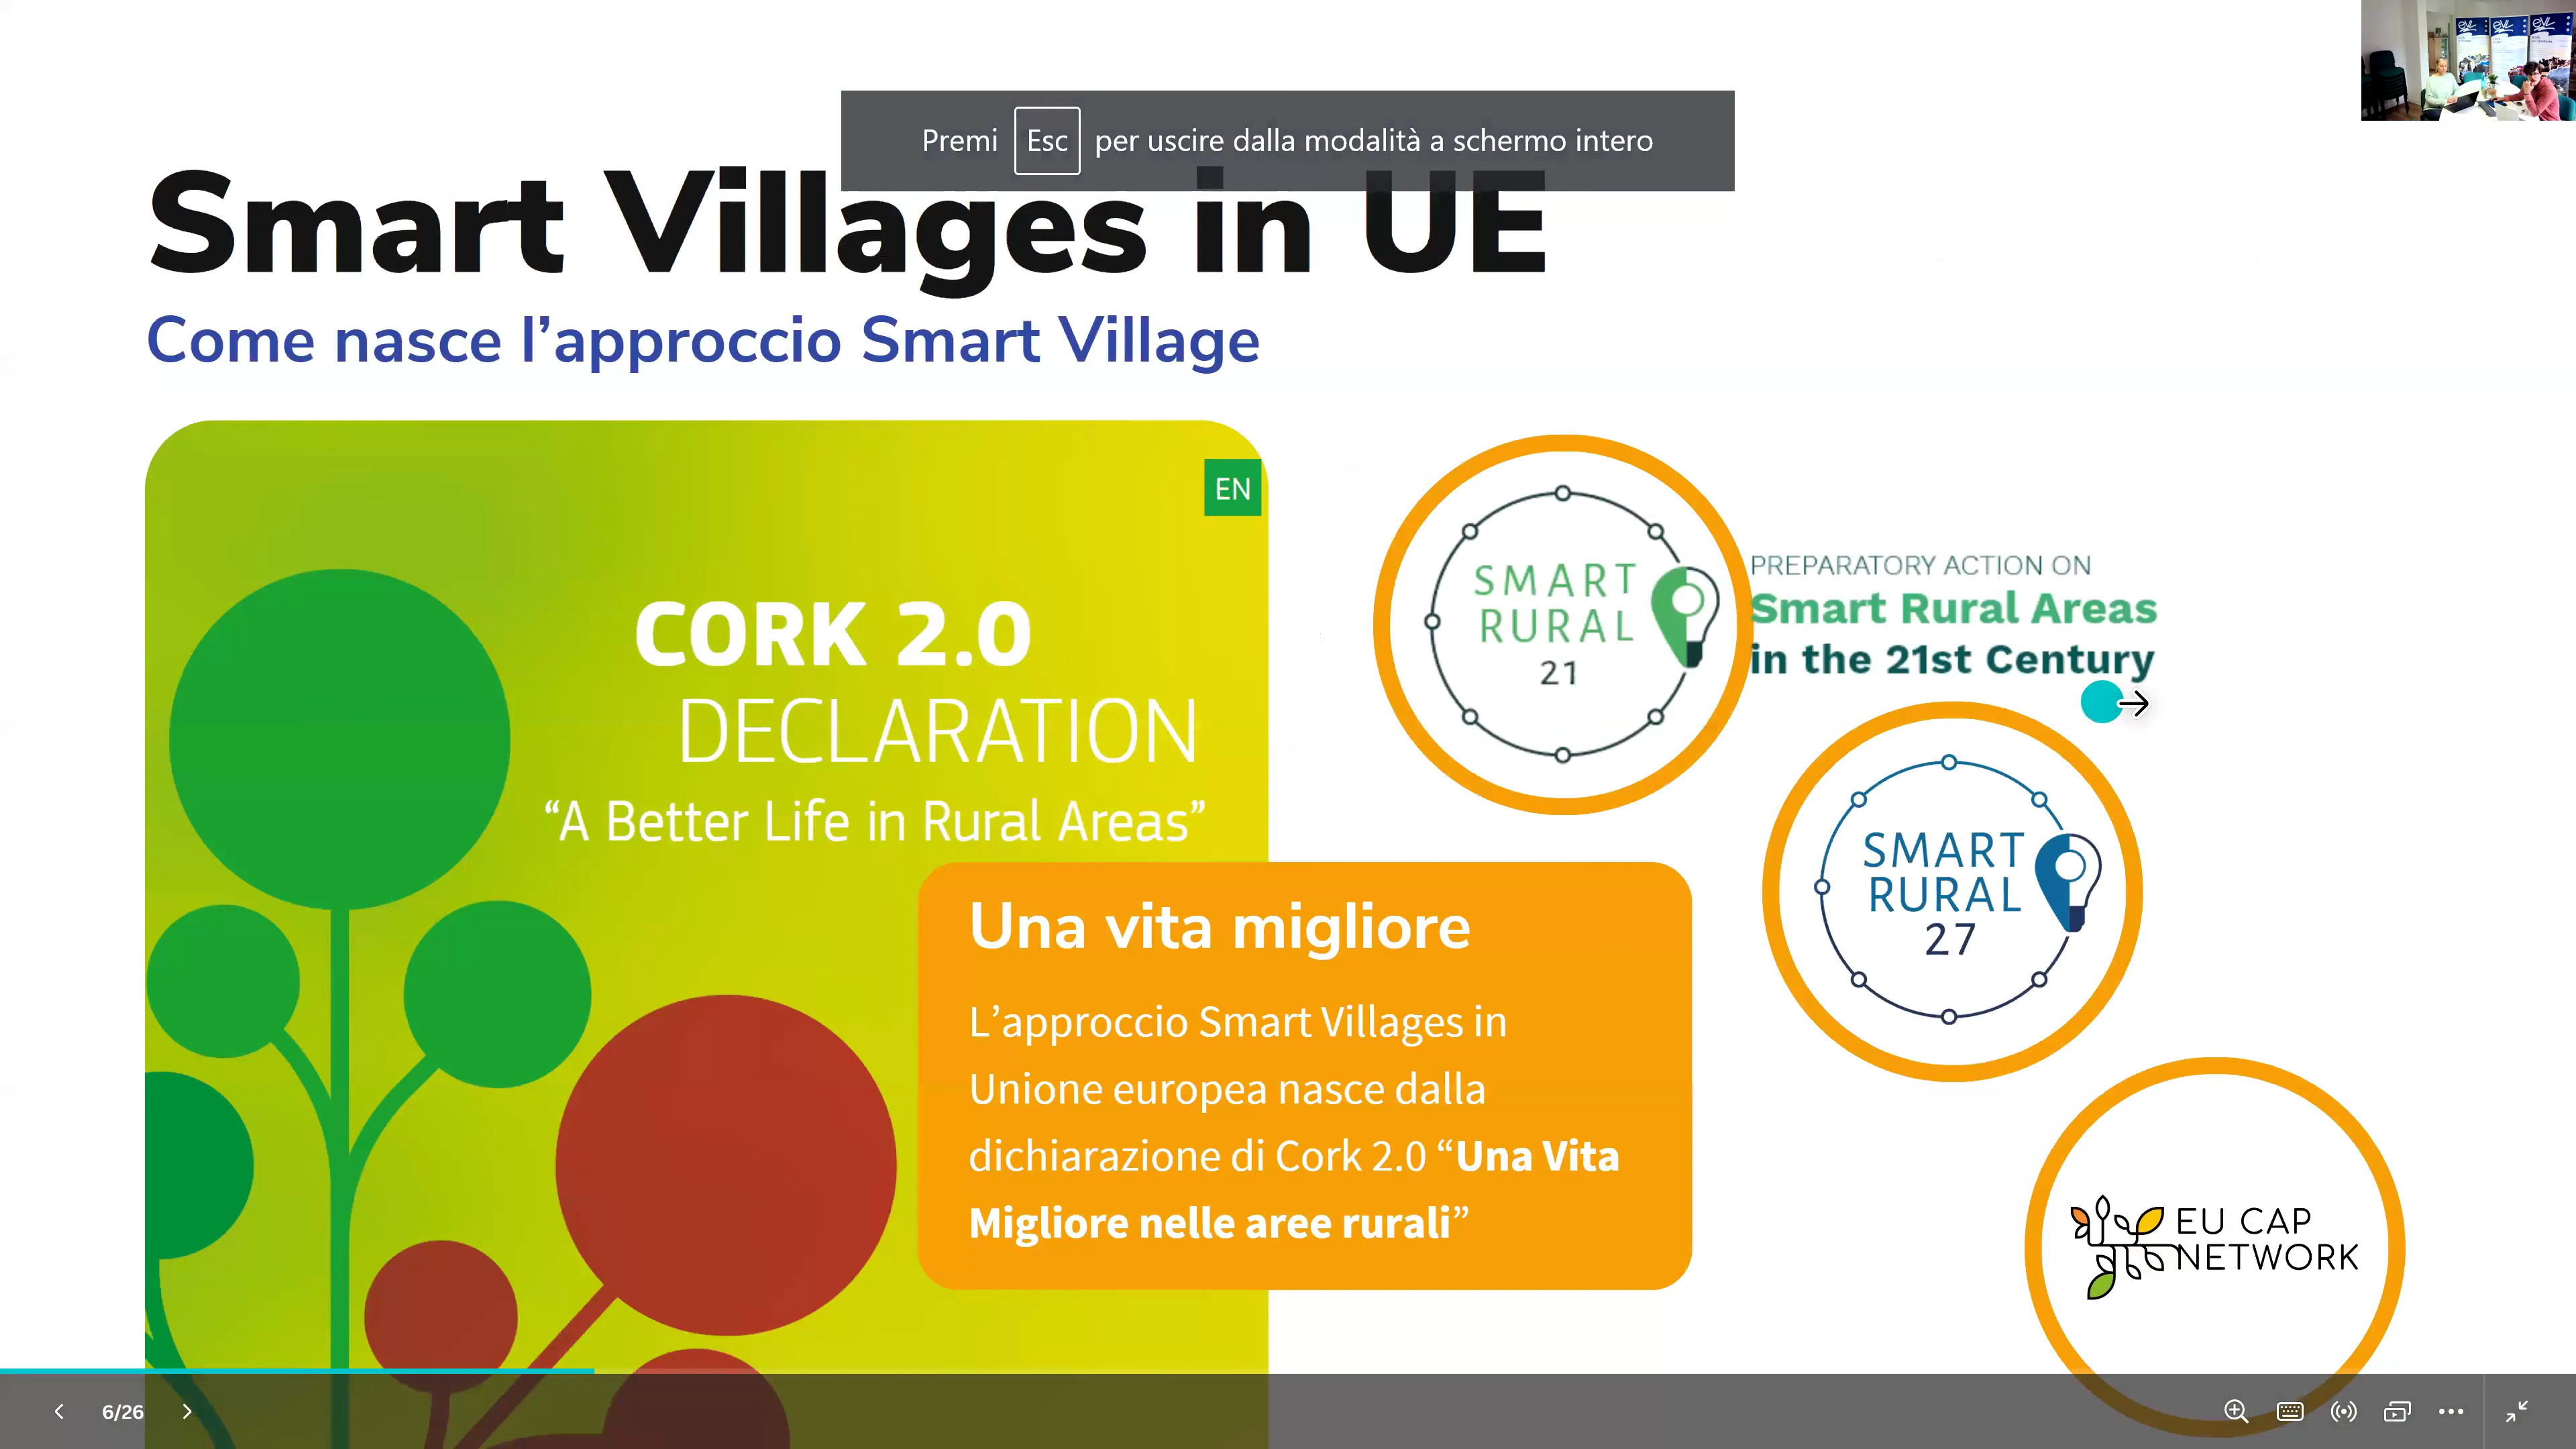 Premi Esc per uscire dalla modalità a schermo intero
Smart Villages in UE
Come nasce l’approccio Smart Village
EN
CORK 2.0
DECLARATION
“A Better Life in Rural Areas”
SMART
RURAL
21
PREPARATORY ACTION ON
Smart Rural Areas
in the 21st Century
SMART
RURAL
27
Una vita migliore
L’approccio Smart Villages in
Unione europea nasce dalla
dichiarazione di Cork 2.0 “Una Vita
Migliore nelle aree rurali”
EU CAP
NETWORK
6/26